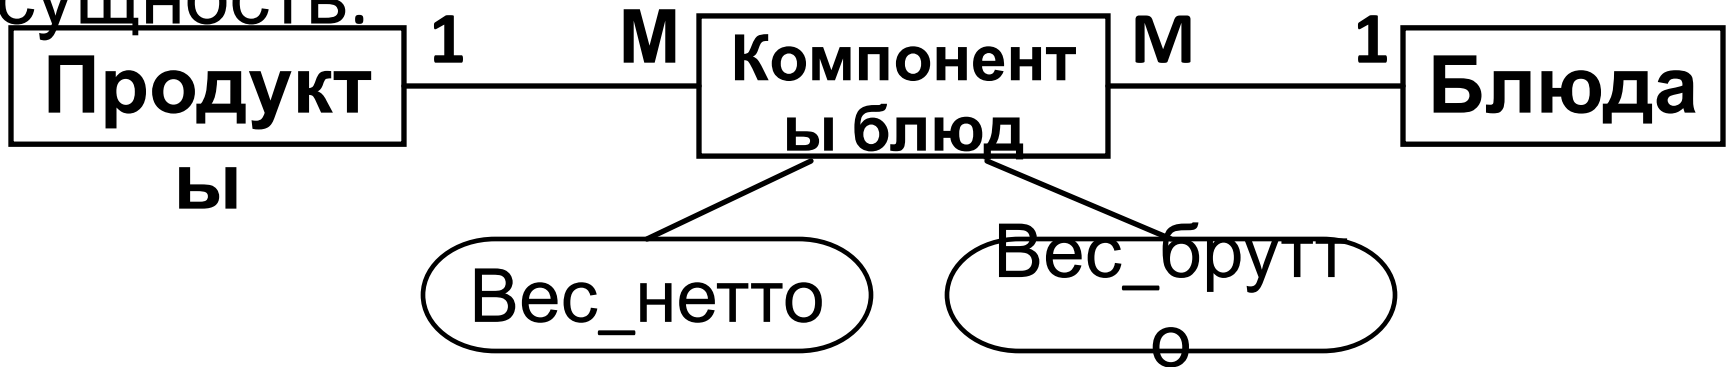 сущность.
Продукт
ы
1
М
Компонент
ы блюд
М
1
Блюда
Вес_нетто
Вес_брутт
о